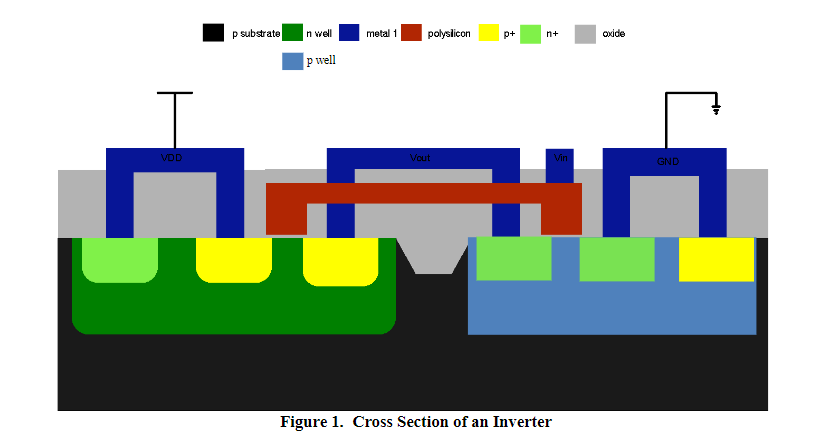 p substrate n well metal 1 polysilicon p+ n+ oxide
p well
VDD Vout Vin GND
Figure 1. Cross Section of an Inverter